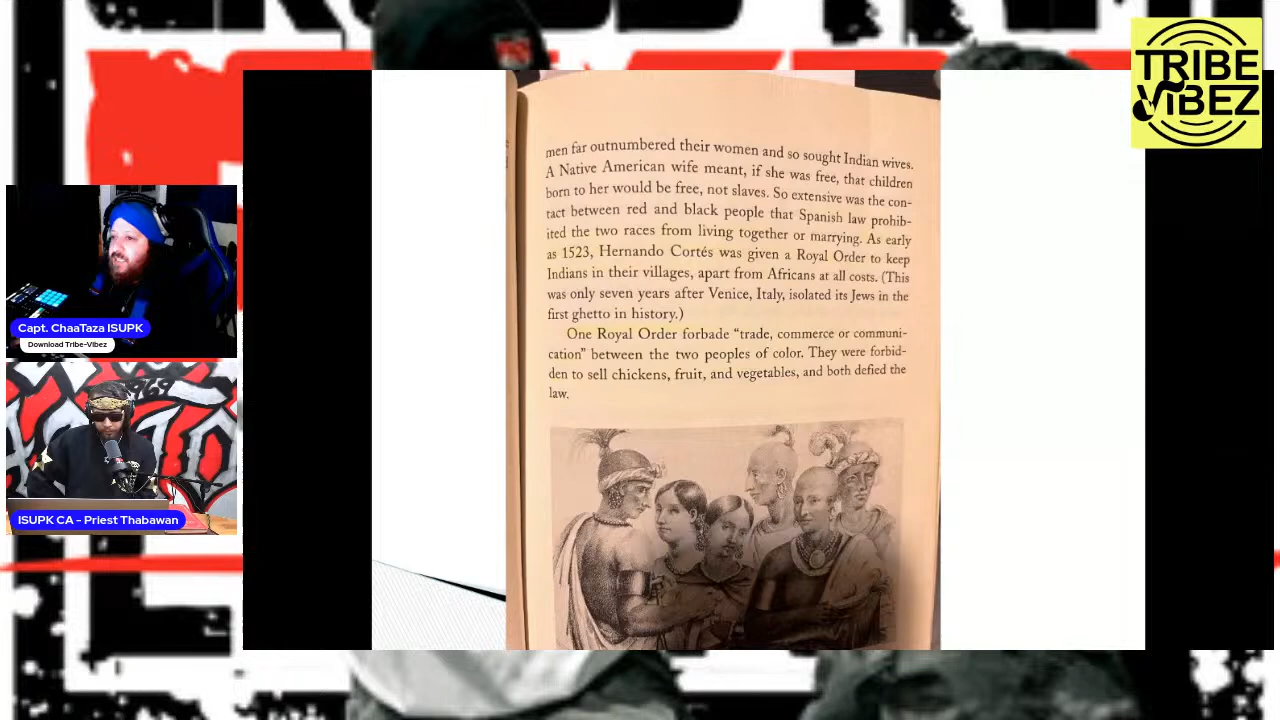 TRIBE
VIBEZ
men far outnumbered their women and so sought Indian wives.
A Native American wife meant, if she was free, that children
born to her would be free, not slaves. So extensive was the con-
tact between red and black people that Spanish law prohib-
ited the two races from living together or marrying. As early
as 1523, Hernando Cortés was given a Royal Order to keep
Indians in their villages, apart from Africans at all costs. (This
was only seven years after Venice, Italy, isolated its Jews in the
first ghetto in history.)
One Royal Order forbade “trade, commerce or communi-
cation” between the two peoples of color. They were forbid-
den to sell chickens, fruit, and vegetables, and both defied the
law.
Capt. ChaaTaza ISUPK
Download Tribe-Vibez
1969
ISUPK CA - Priest Thabawan